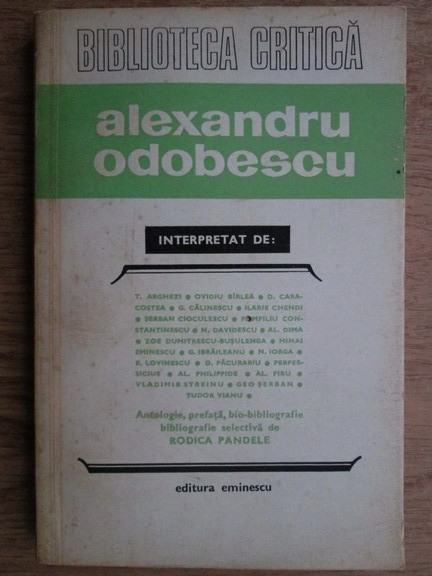 BIBLIOTECA CRITICĂ
alexandru
odobescu
INTERPRETAT DE:
T. ARGHEZI • OVIDIU BÎRLEA • D. CARA-
COSTEA • G. CĂLINESCU • ILARIE CHENDI
• ȘERBAN CIOCULESCU • POMPILIU CON-
STANTINESCU • N. DAVIDESCU • AL. DIMA
• ZOE DUMITRESCU-BUȘULENGA • MIHAI
EMINESCU • G. IBRĂILEANU • N. IORGA •
E. LOVINESCU • D. PĂCURARIU • PERPES-
SICIUS • AL. PHILIPPIDE • AL. PIRU •
VLADIMIR STREINU • GEO ȘERBAN •
TUDOR VIANU •
Antologie, prefață, bio-bibliografie
bibliografie selectivă de
RODICA PANDELE
editura eminescu